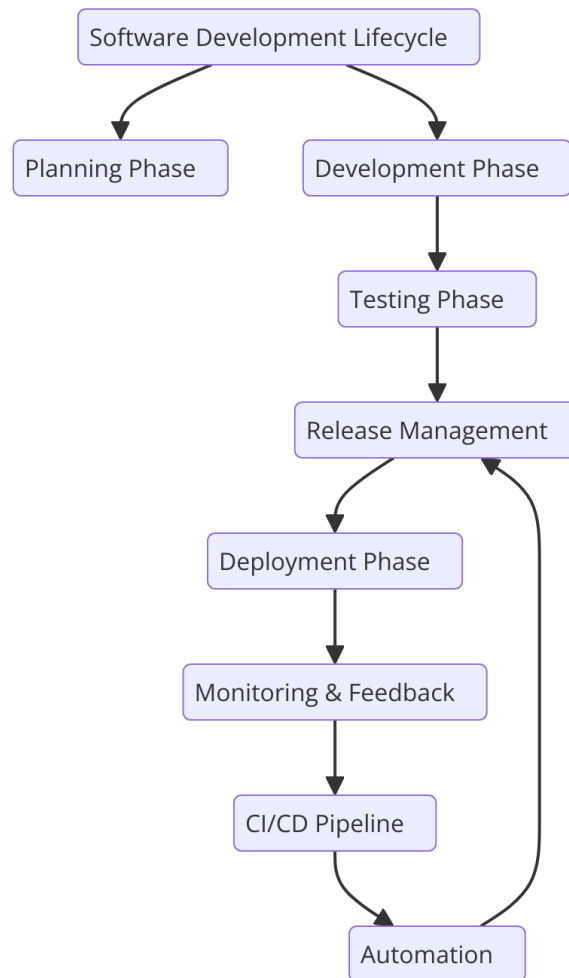 Software Development Lifecycle
Planning Phase
Development Phase
Testing Phase
Release Management
Deployment Phase
Monitoring & Feedback
CI/CD Pipeline
Automation